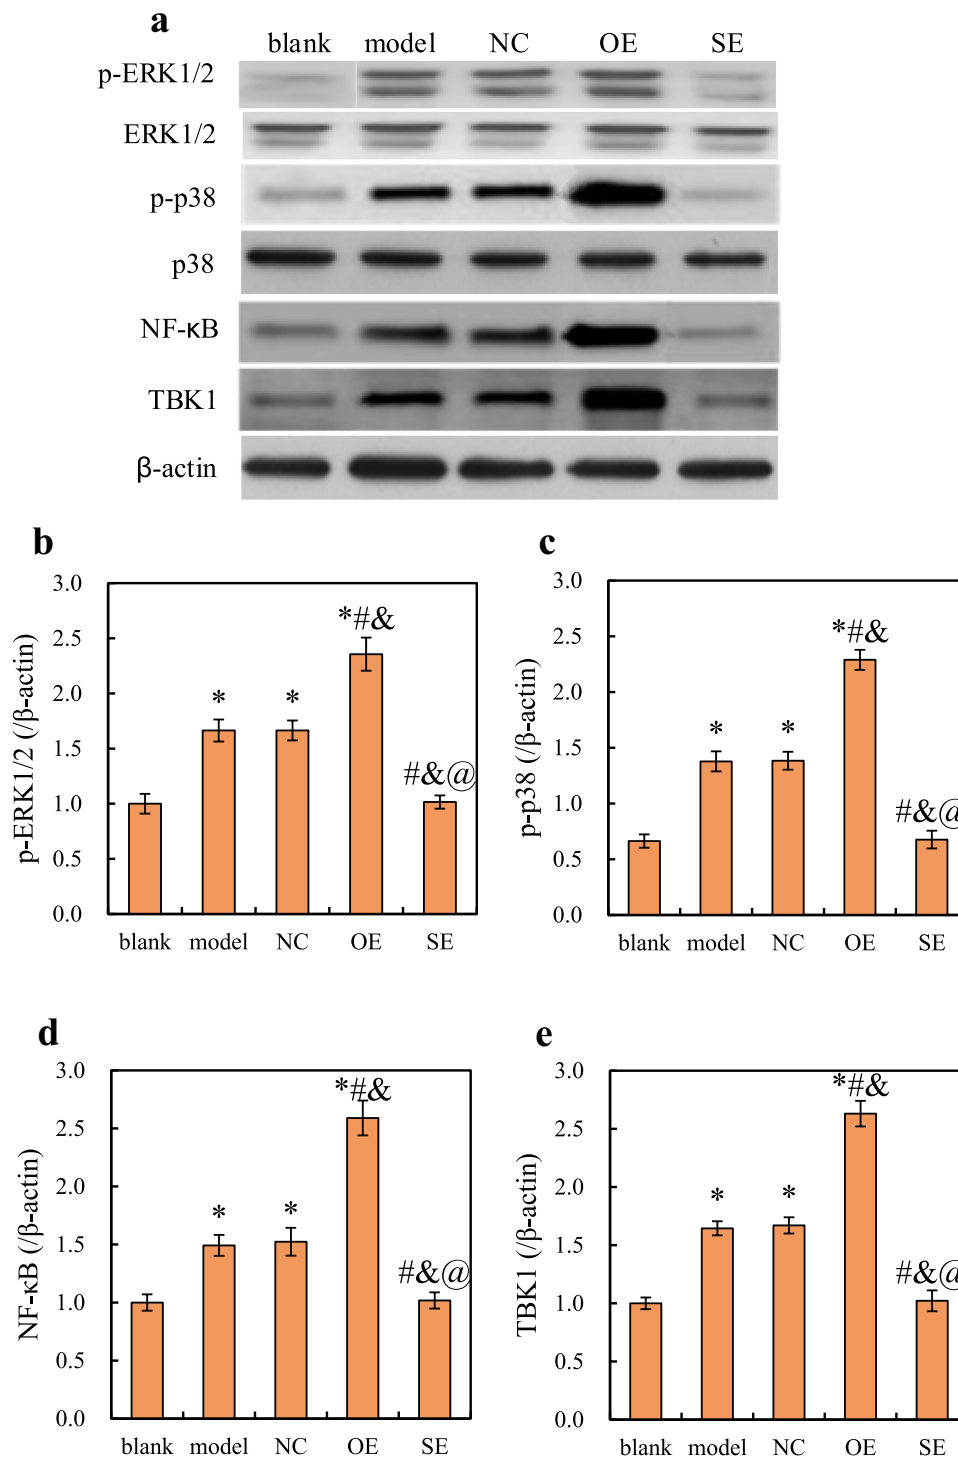 a
blank model NC OE SE
p-ERK1/2
ERK1/2
p-p38
p38
NF-κB
TBK1
β-actin
b
p-ERK1/2 (/β-actin)
3.0
2.5
2.0
1.5
1.0
0.5
0.0
* * *#& #&@
blank model NC OE SE
c
p-p38 (/β-actin)
3.0
2.5
2.0
1.5
1.0
0.5
0.0
* * *#& #&@
blank model NC OE SE
d
NF-κB (/β-actin)
3.0
2.5
2.0
1.5
1.0
0.5
0.0
* * *#& #&@
blank model NC OE SE
e
TBK1 (/β-actin)
3.0
2.5
2.0
1.5
1.0
0.5
0.0
* * *#& #&@
blank model NC OE SE